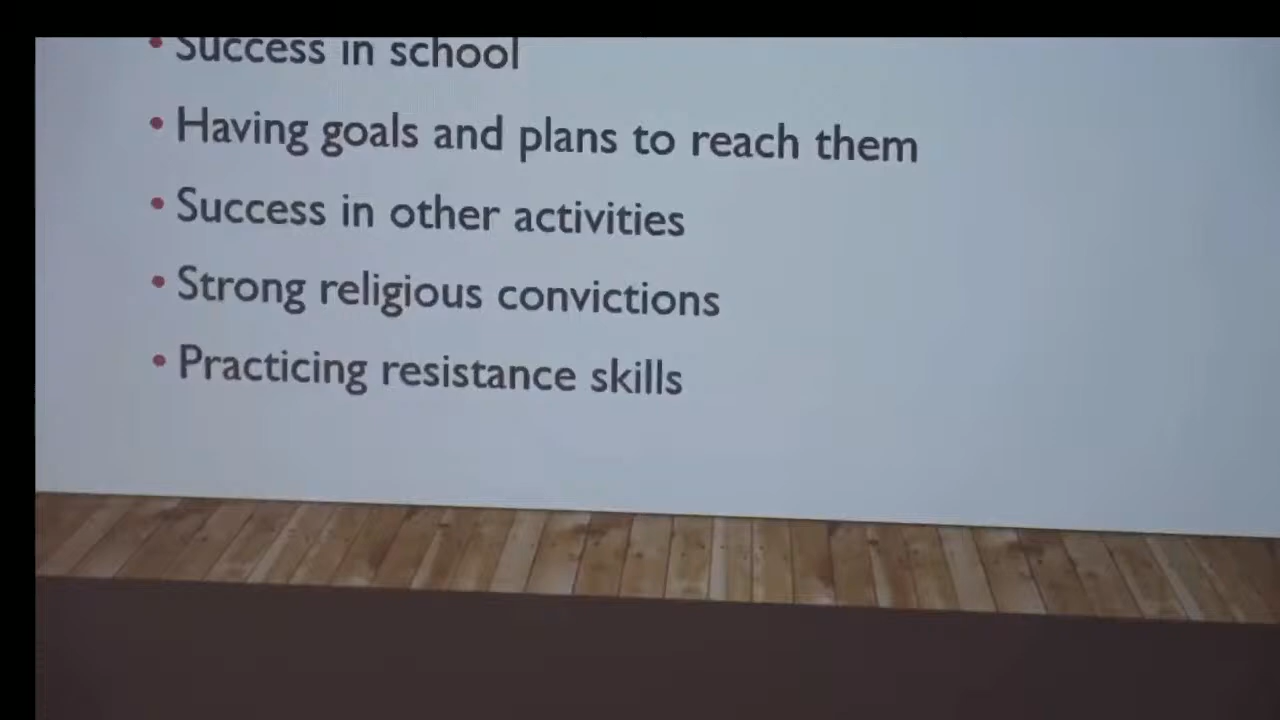 • Success in school
• Having goals and plans to reach them
• Success in other activities
• Strong religious convictions
• Practicing resistance skills